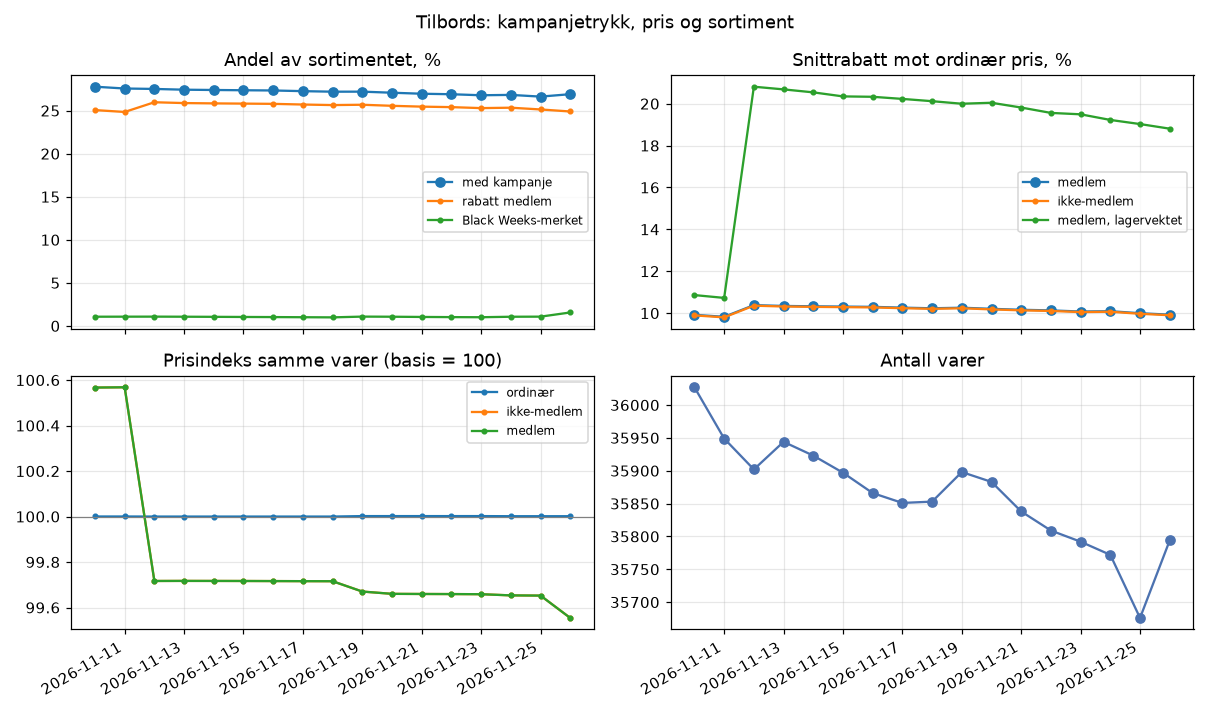 Tilbords: kampanjetrykk, pris og sortiment
Andel av sortimentet, %
25
20
15
10
5
0
med kampanje
rabatt medlem
Black Weeks-merket
Snittrabatt mot ordinær pris, %
20
18
16
14
12
10
medlem
ikke-medlem
medlem, lagervektet
Prisindeks samme varer (basis = 100)
100.6
100.4
100.2
100.0
99.8
99.6
ordinær
ikke-medlem
medlem
2026-11-11
2026-11-13
2026-11-15
2026-11-17
2026-11-19
2026-11-21
2026-11-23
2026-11-25
Antall varer
36000
35950
35900
35850
35800
35750
35700
2026-11-11
2026-11-13
2026-11-15
2026-11-17
2026-11-19
2026-11-21
2026-11-23
2026-11-25